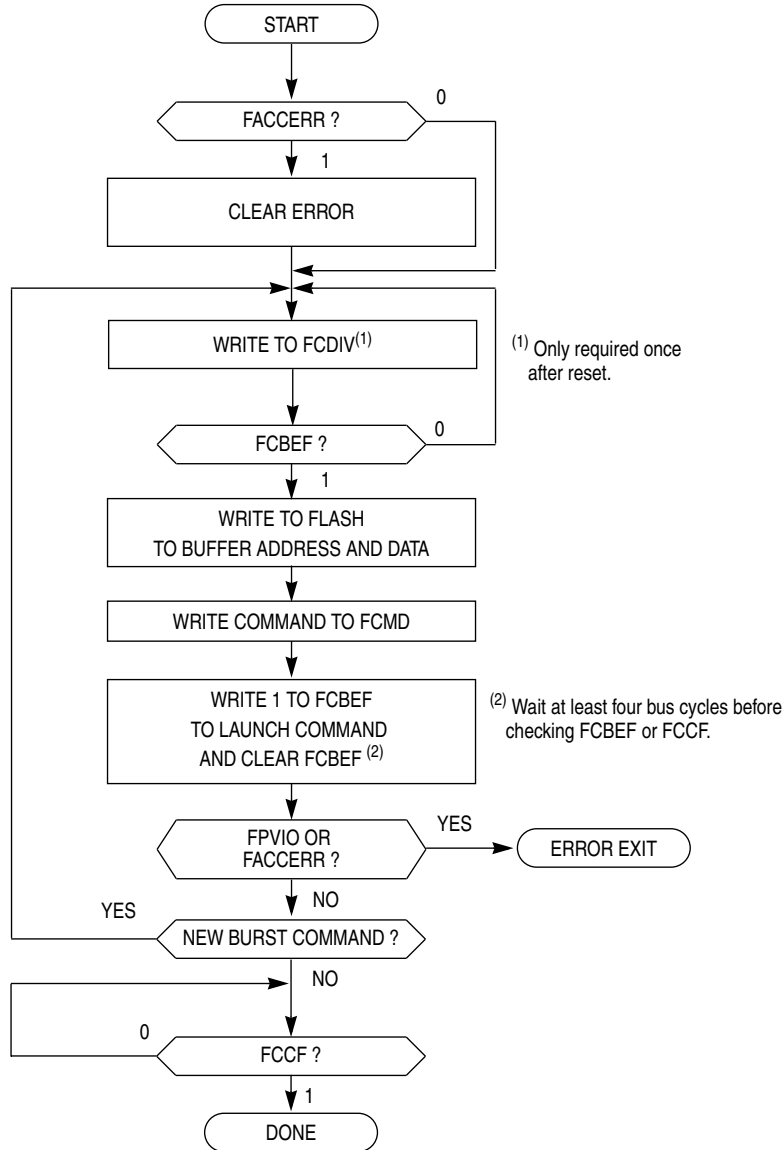 START
0
FACCERR ?
1
CLEAR ERROR
WRITE TO FCDIV(1)
(1) Only required once
after reset.
0
FCBEF ?
1
WRITE TO FLASH
TO BUFFER ADDRESS AND DATA
WRITE COMMAND TO FCMD
WRITE 1 TO FCBEF
TO LAUNCH COMMAND
AND CLEAR FCBEF (2)
(2) Wait at least four bus cycles before
checking FCBEF or FCCF.
FPVIO OR
FACCERR ?
YES
ERROR EXIT
NO
YES
NEW BURST COMMAND ?
NO
0
FCCF ?
1
DONE